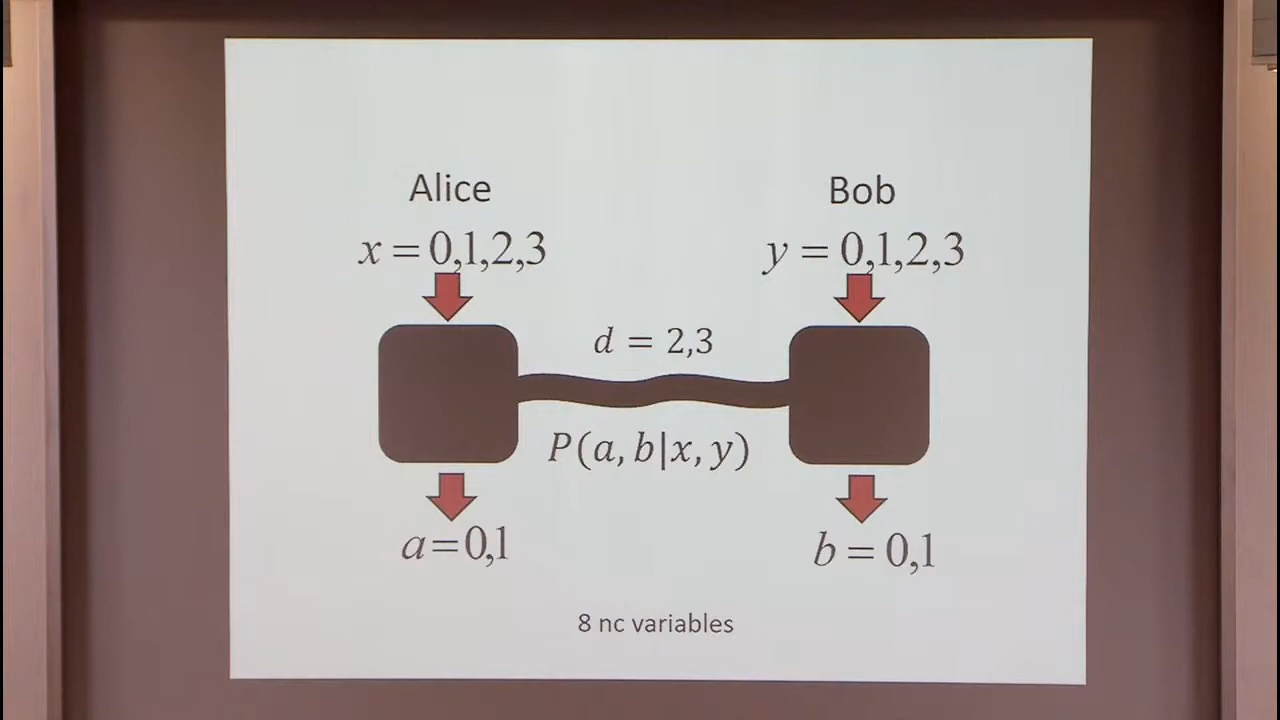 Alice
Bob
x = 0,1,2,3
y = 0,1,2,3
d = 2,3
P(a, b|x, y)
a=0,1
b = 0,1
8 nc variables